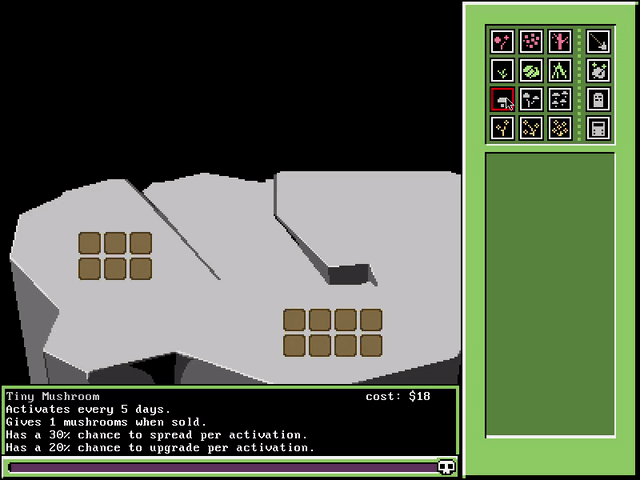 Tiny Mushroom cost: $18
Activates every 5 days.
Gives 1 mushrooms when sold.
Has a 30% chance to spread per activation.
Has a 20% chance to upgrade per activation.